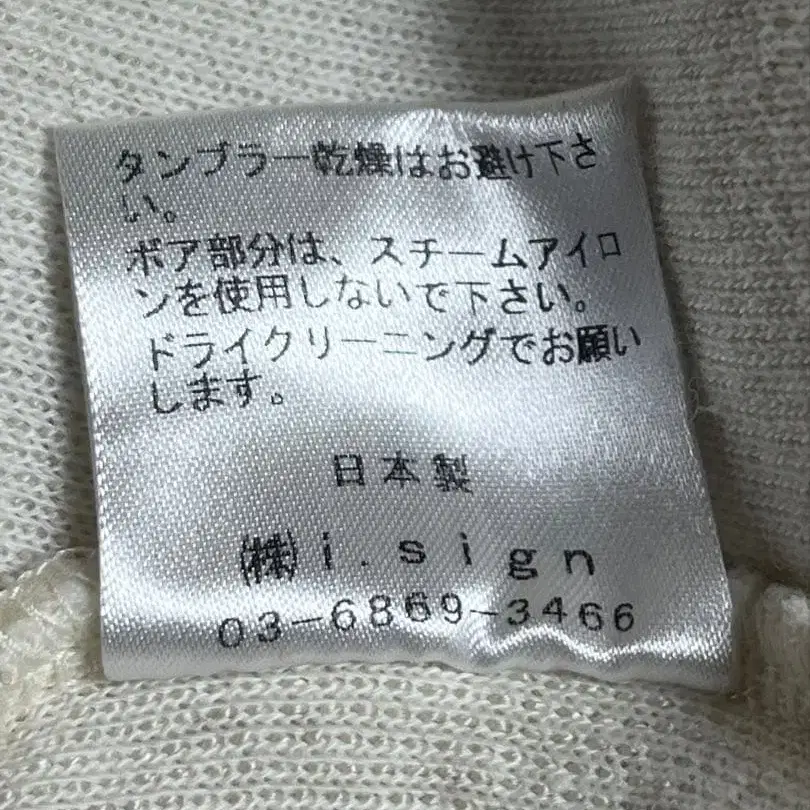 タンブラー乾燥はお避け下さ
い。
ボア部分は、スチームアイロ
ンを使用しないで下さい。
ドライクリーニングでお願い
します。
日本製
㈱i.sign
03-6869-3466